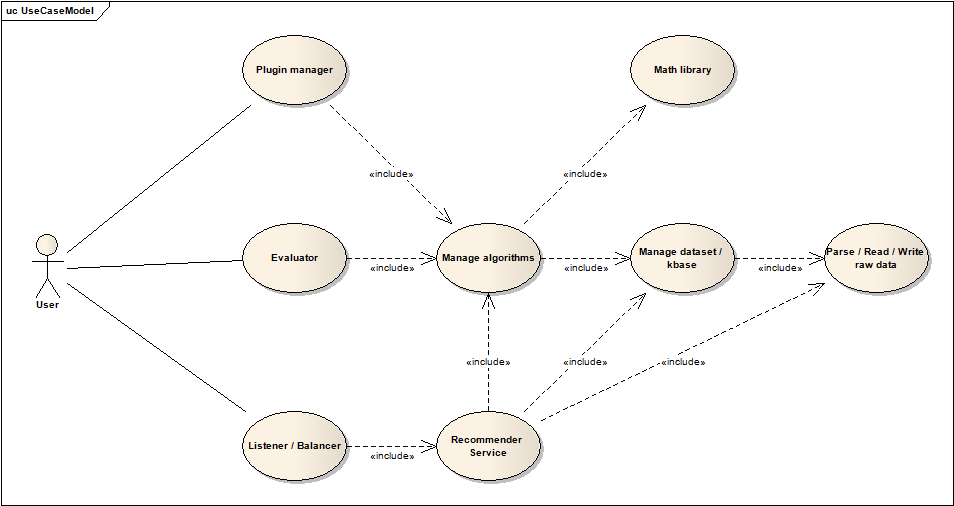 uc UseCaseModel
Plugin manager
Math library
«include»
«include»
User
Evaluator
«include»
Manage algorithms
«include»
Manage dataset /
kbase
«include»
Parse / Read / Write
raw data
«include»
«include»
«include»
Listener / Balancer
«include»
Recommender
Service